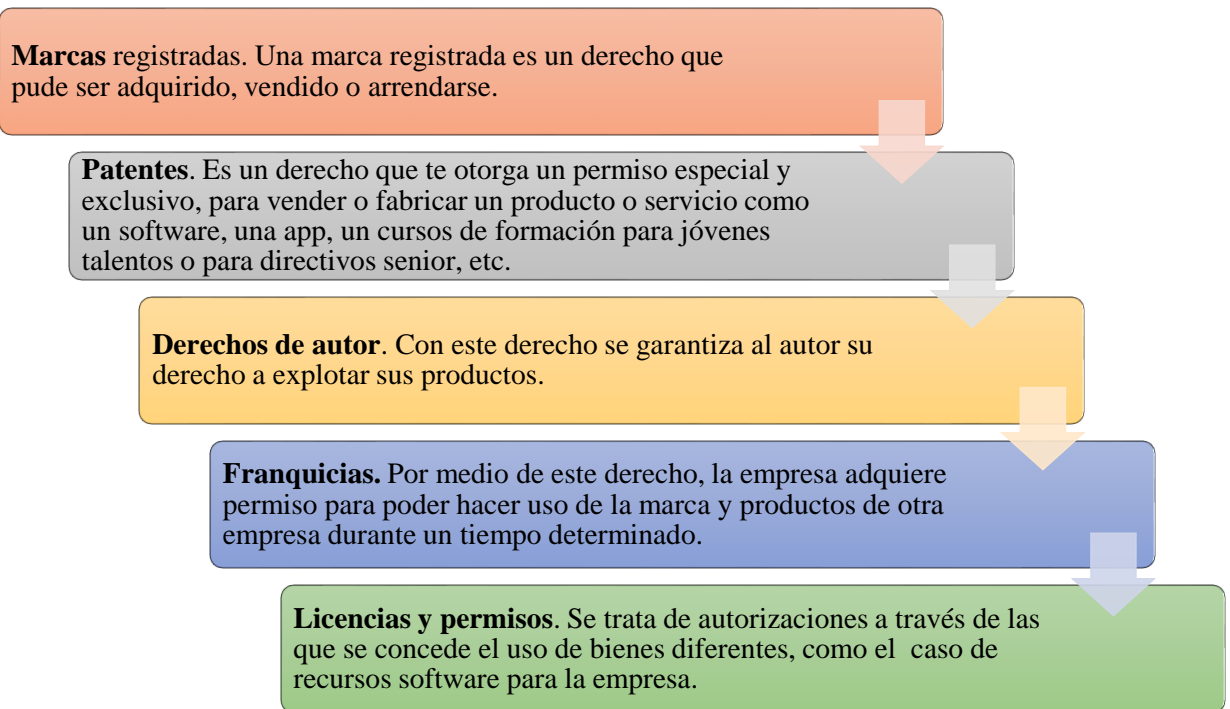 Marcas registradas. Una marca registrada es un derecho que
pude ser adquirido, vendido o arrendarse.
Patentes. Es un derecho que te otorga un permiso especial y
exclusivo, para vender o fabricar un producto o servicio como
un software, una app, un cursos de formación para jóvenes
talentos o para directivos senior, etc.
Derechos de autor. Con este derecho se garantiza al autor su
derecho a explotar sus productos.
Franquicias. Por medio de este derecho, la empresa adquiere
permiso para poder hacer uso de la marca y productos de otra
empresa durante un tiempo determinado.
Licencias y permisos. Se trata de autorizaciones a través de las
que se concede el uso de bienes diferentes, como el caso de
recursos software para la empresa.